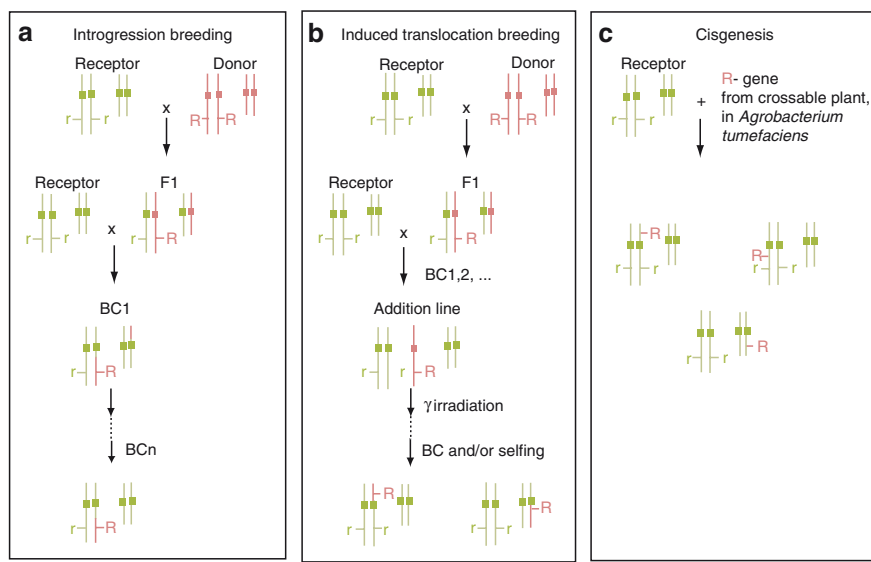 a Introgression breeding
Receptor Donor
x
r r R R
Receptor F1
x
r r r R
BC1
r R
BCn
r R
b Induced translocation breeding
Receptor Donor
x
r r R R
Receptor F1
x
r r r R
BC1,2, ...
Addition line
r r R
γ irradiation
BC and/or selfing
R
r r r r R
c Cisgenesis
Receptor
R- gene
+ from crossable plant,
r r in Agrobacterium
tumefaciens
R
r r
R
r r
r r R